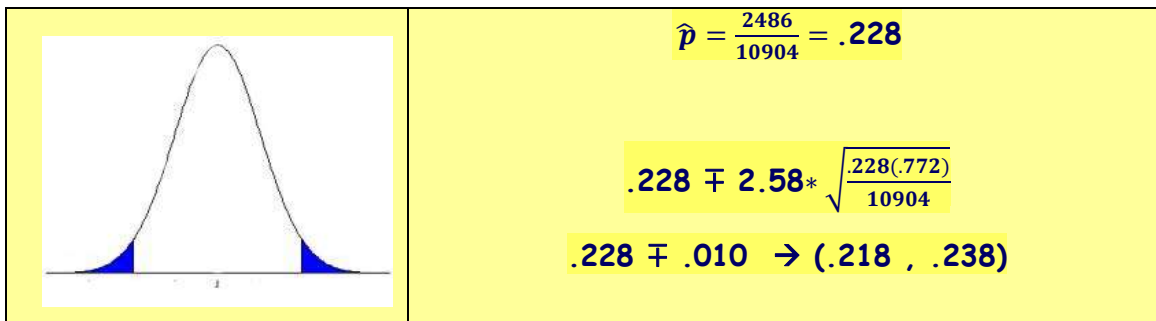 p̂ = 2486/10904 = .228
.228 ∓ 2.58* √(.228(.772)/10904)
.228 ∓ .010 → (.218 , .238)